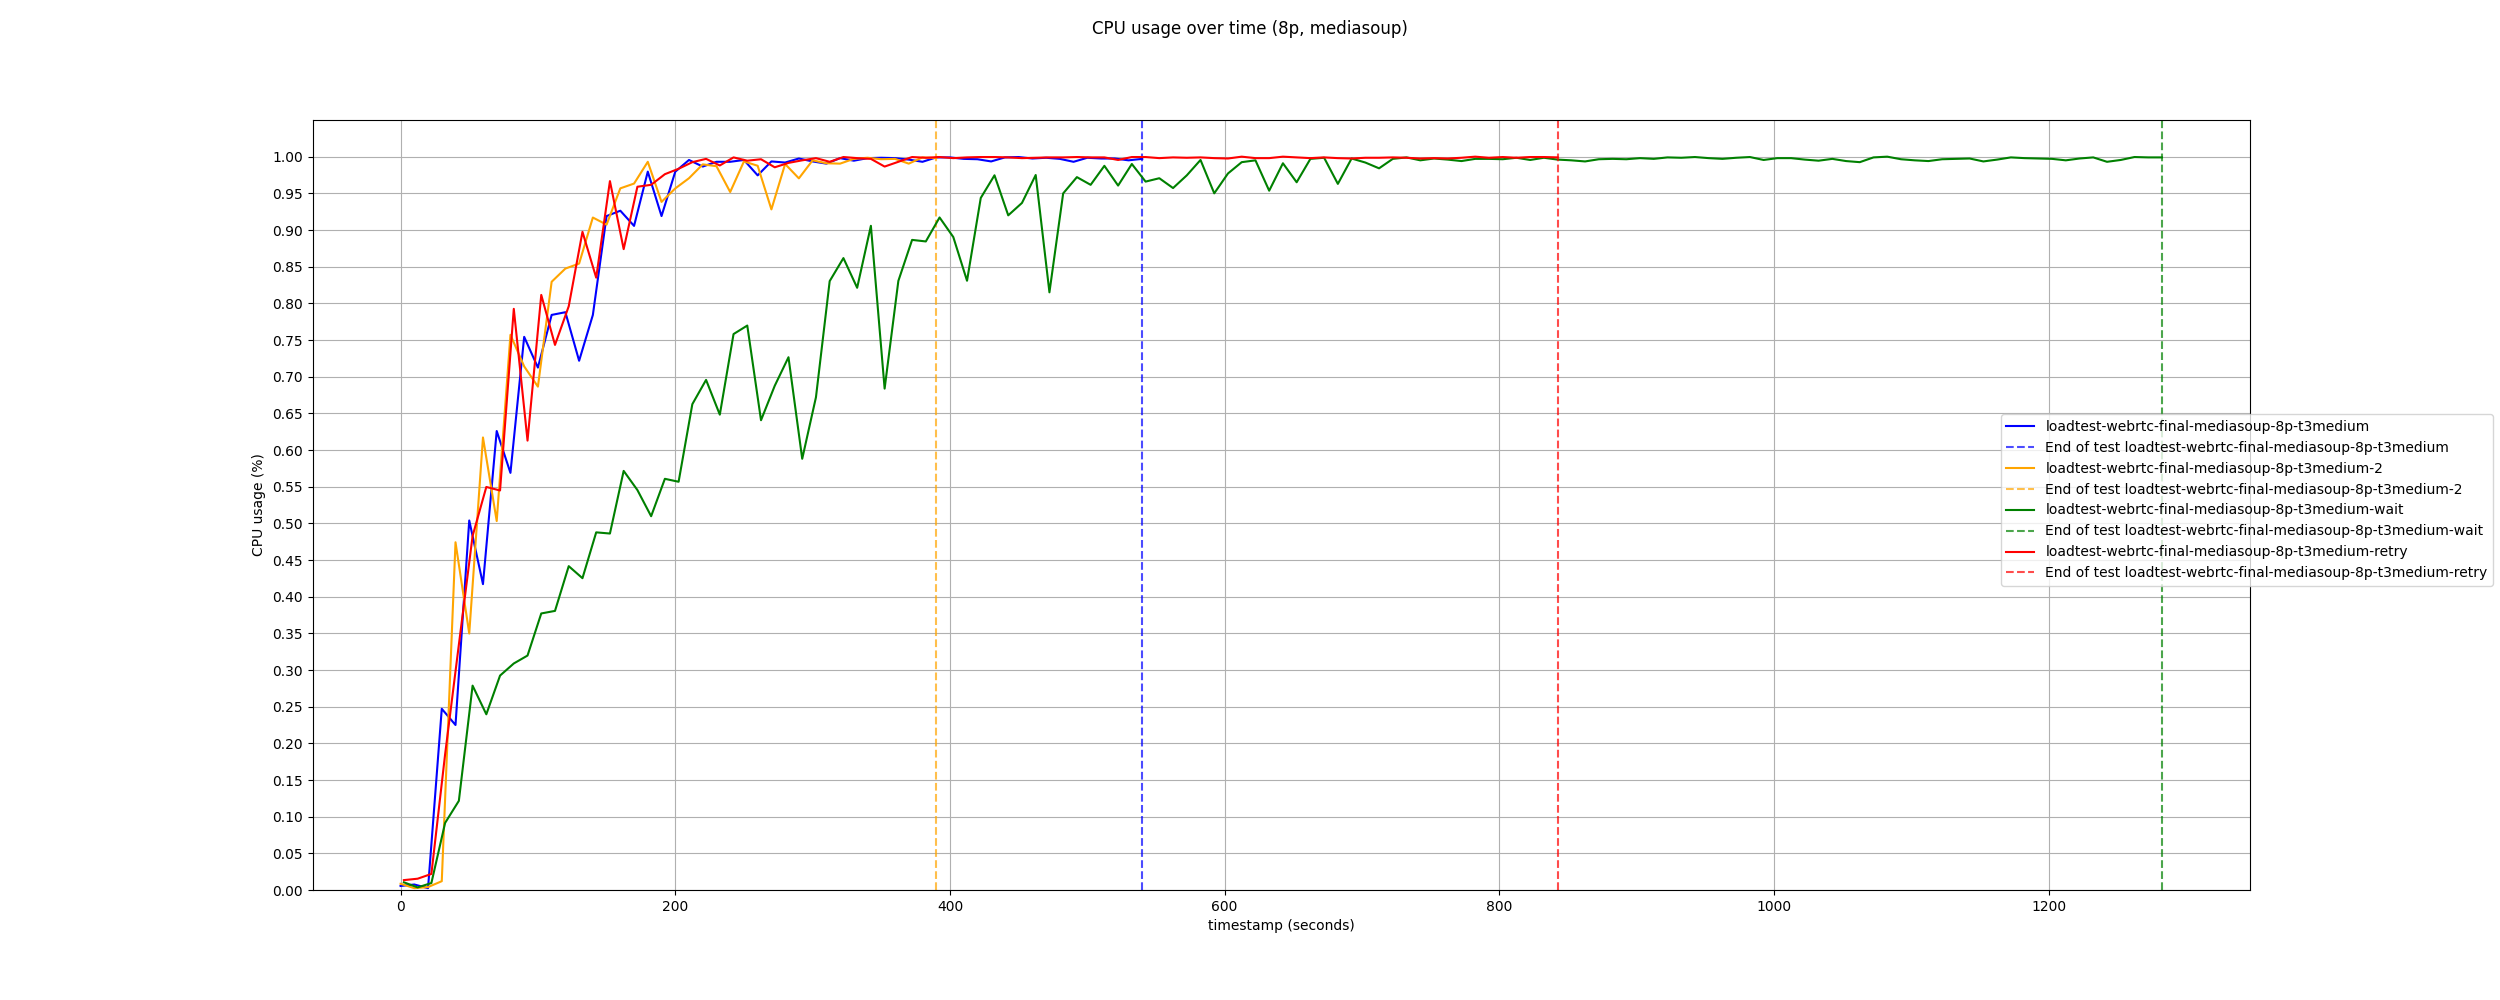 CPU usage over time (8p, mediasoup)
CPU usage (%)
1.00
0.95
0.90
0.85
0.80
0.75
0.70
0.65
0.60
0.55
0.50
0.45
0.40
0.35
0.30
0.25
0.20
0.15
0.10
0.05
0.00
0 200 400 600 800 1000 1200
timestamp (seconds)
loadtest-webrtc-final-mediasoup-8p-t3medium
End of test loadtest-webrtc-final-mediasoup-8p-t3medium
loadtest-webrtc-final-mediasoup-8p-t3medium-2
End of test loadtest-webrtc-final-mediasoup-8p-t3medium-2
loadtest-webrtc-final-mediasoup-8p-t3medium-wait
End of test loadtest-webrtc-final-mediasoup-8p-t3medium-wait
loadtest-webrtc-final-mediasoup-8p-t3medium-retry
End of test loadtest-webrtc-final-mediasoup-8p-t3medium-retry